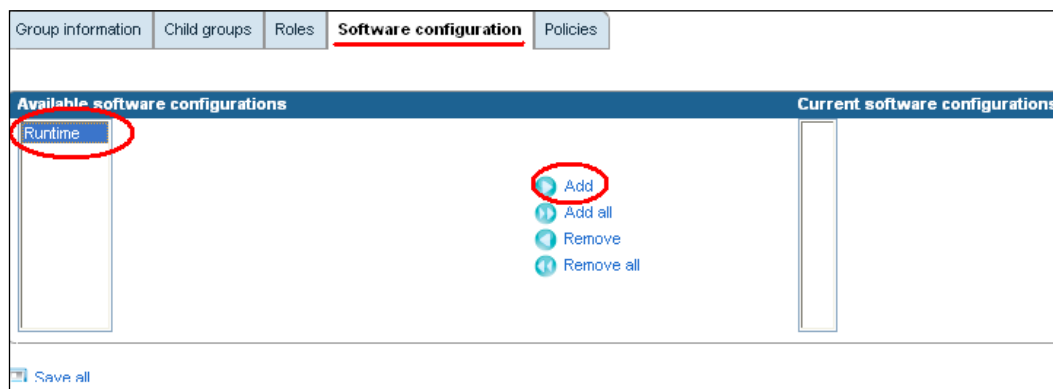 Group information Child groups Roles Software configuration Policies
Available software configurations Current software configurations
Runtime
Add
Add all
Remove
Remove all
Save all